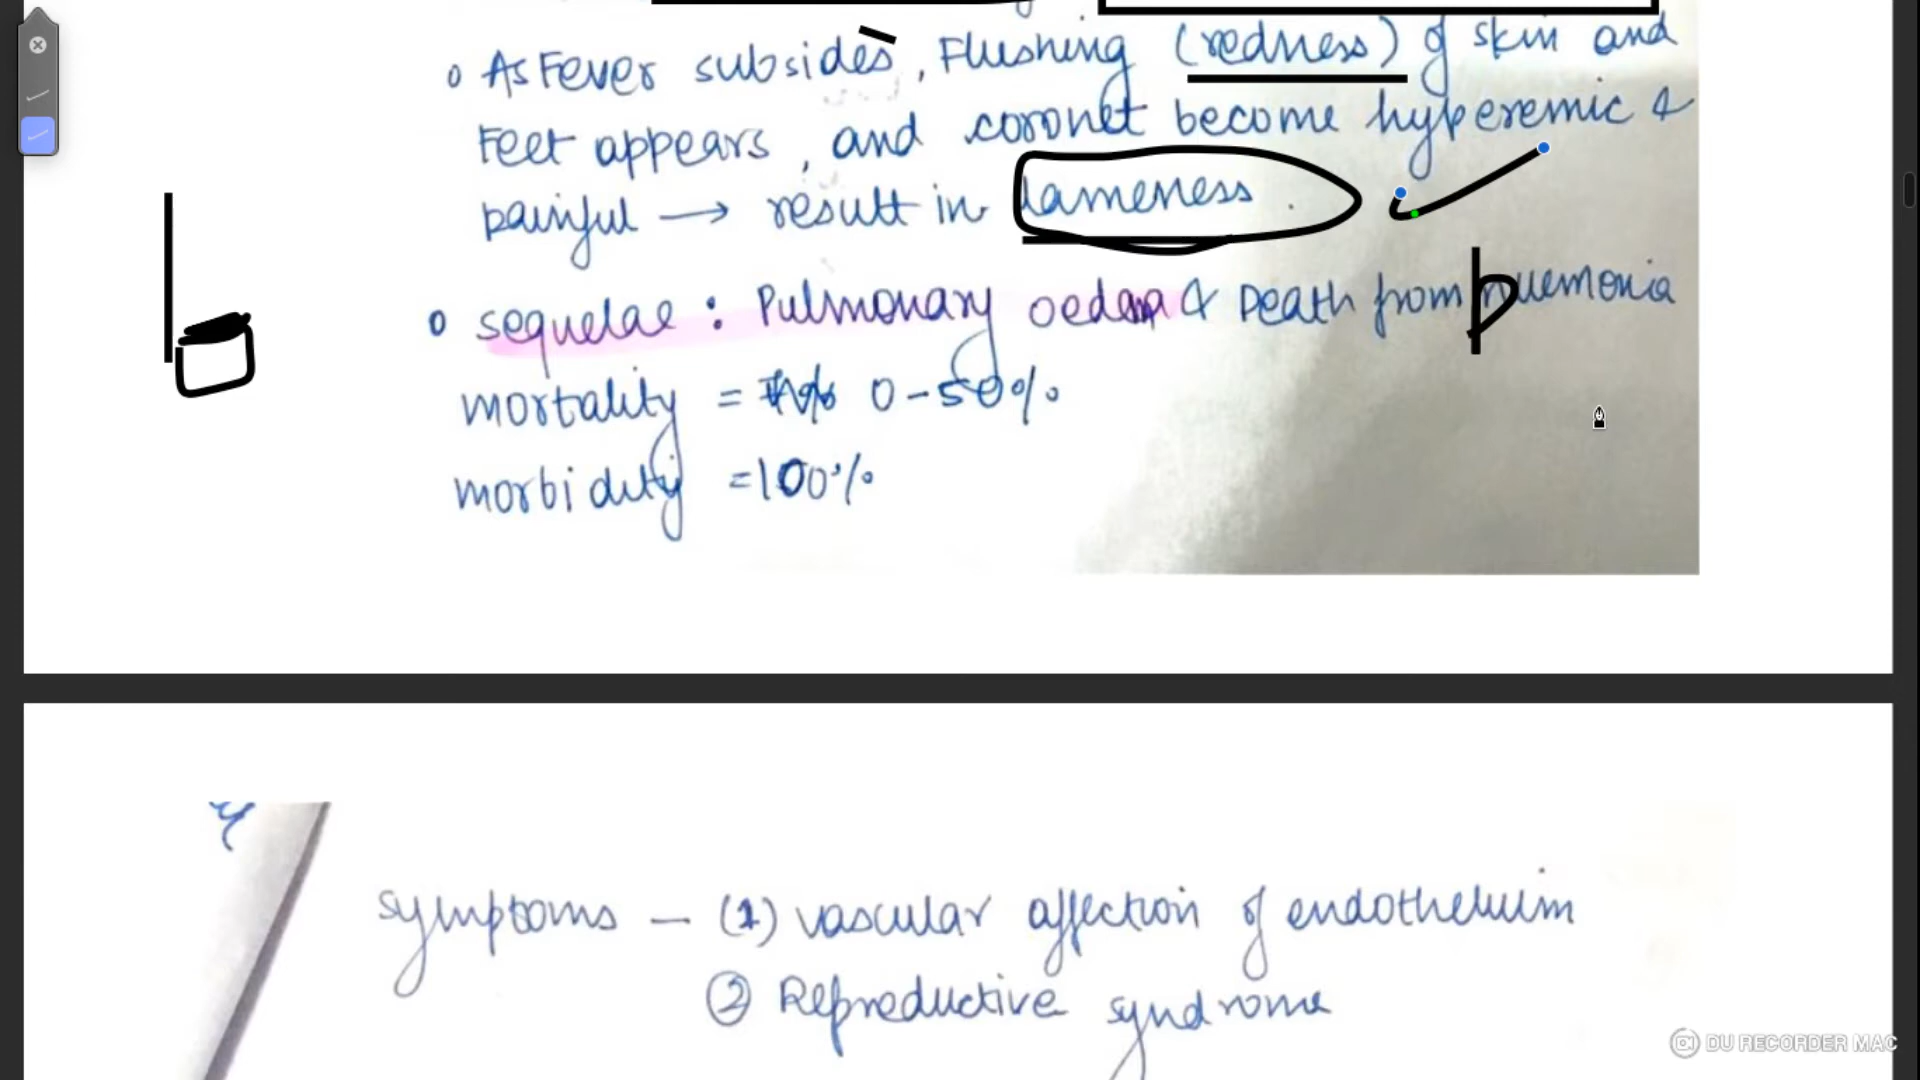 o As Fever subsides, Flushing (redness) of skin and
Feet appears, and coronet become hyperemic &
painful → result in lameness.
o sequelae : Pulmonary & Death from pnuemonia
mortality = 0-50%
morbidity = 100%
symptoms — (1) vascular affection of endothelium
② Reproductive syndrome
DU RECORDER MAC